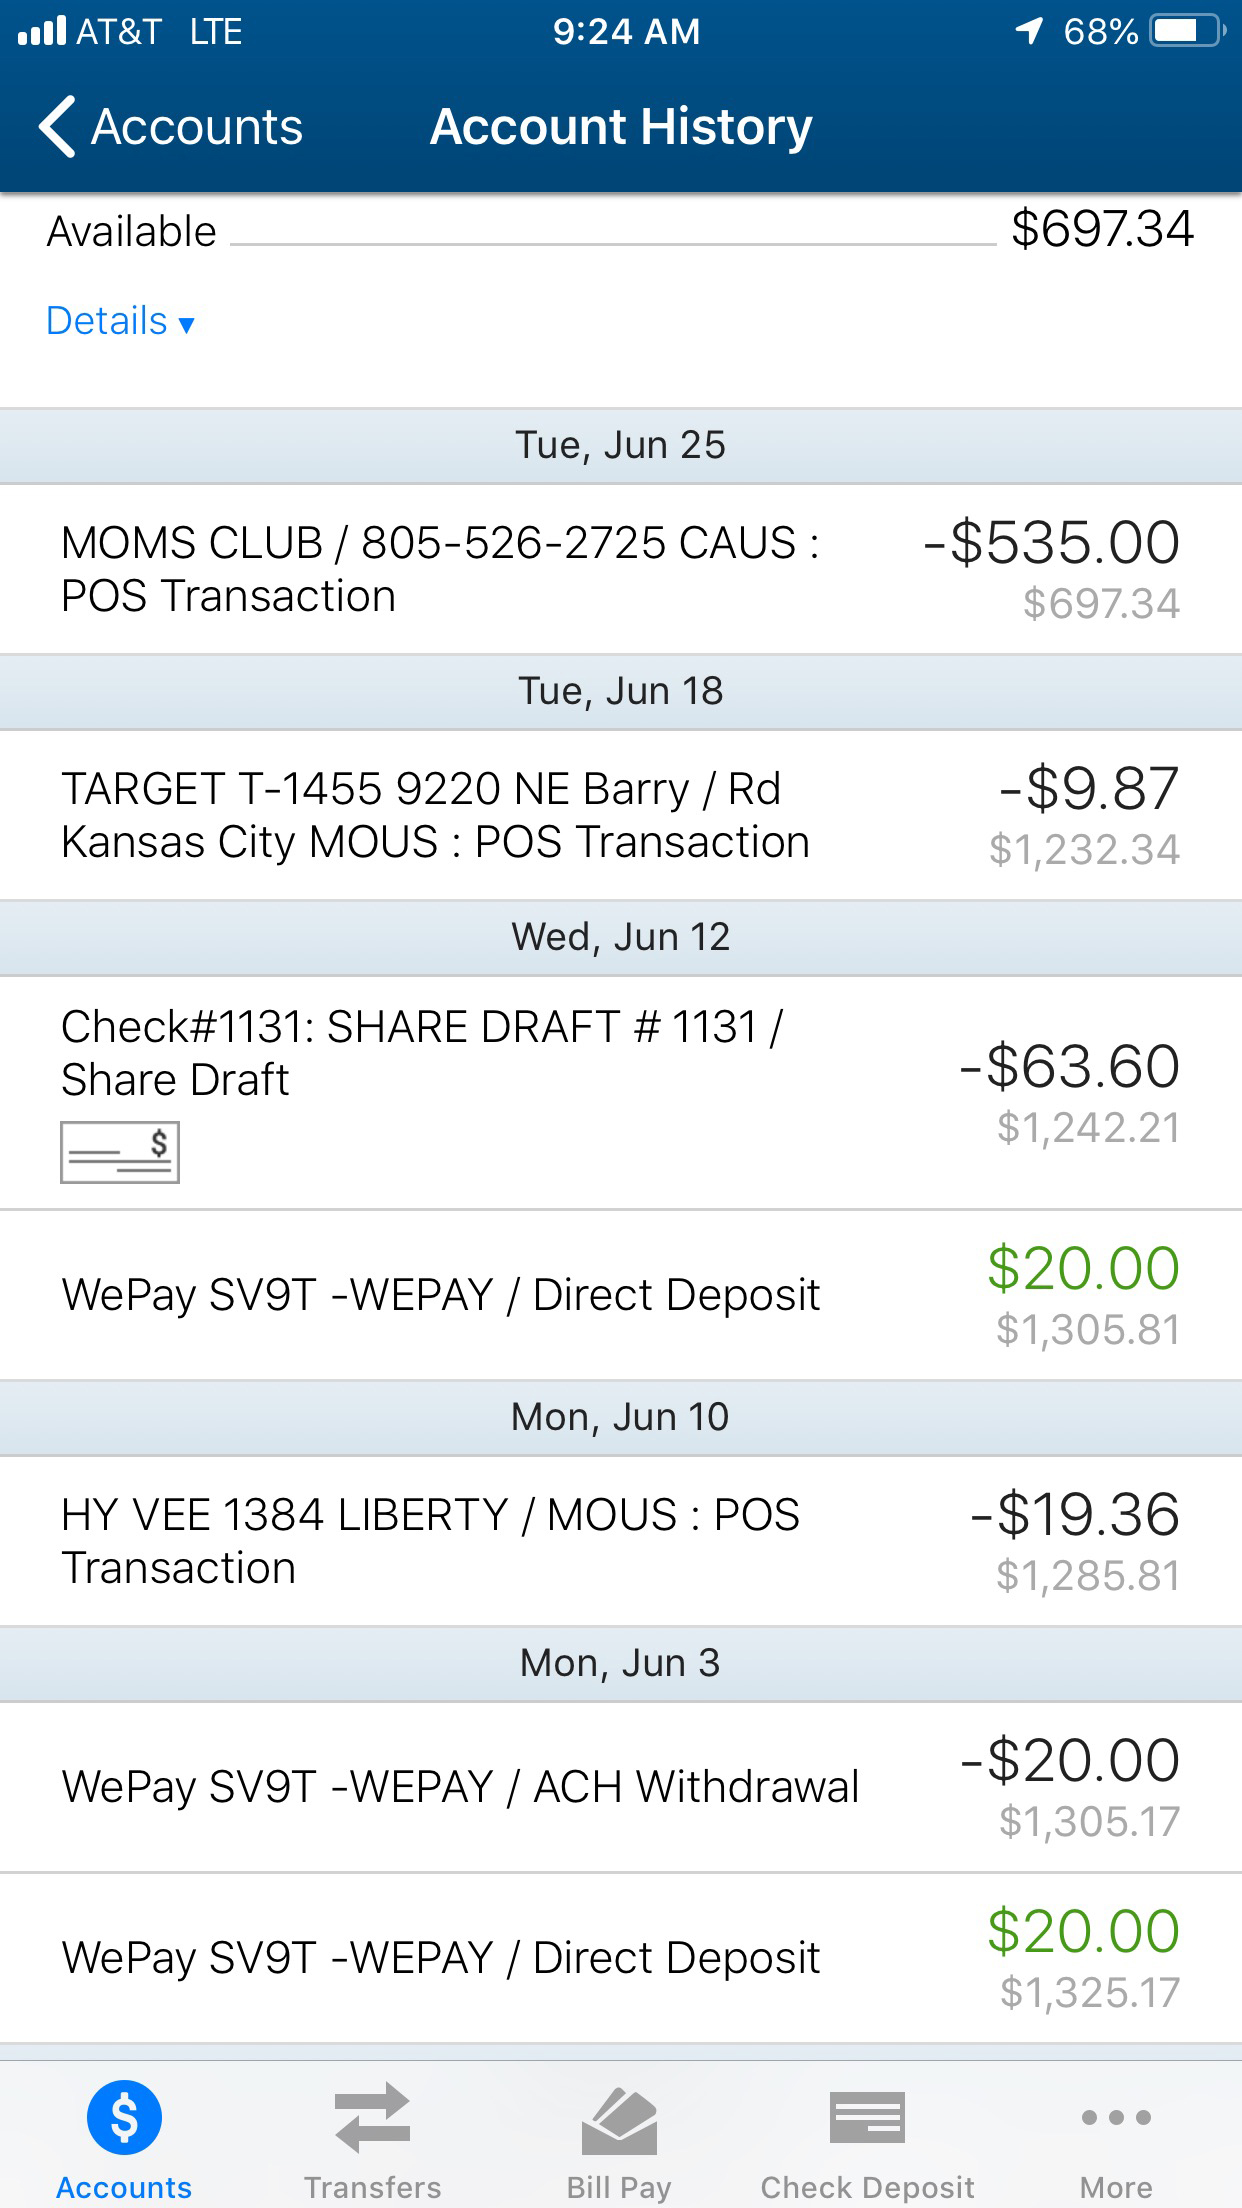 AT&T LTE 9:24 AM 68%
Accounts Account History
Available $697.34
Details ▼
Tue, Jun 25
MOMS CLUB / 805-526-2725 CAUS : -$535.00
POS Transaction $697.34
Tue, Jun 18
TARGET T-1455 9220 NE Barry / Rd -$9.87
Kansas City MOUS : POS Transaction $1,232.34
Wed, Jun 12
Check#1131: SHARE DRAFT # 1131 /
Share Draft -$63.60
$ $1,242.21
WePay SV9T -WEPAY / Direct Deposit $20.00
$1,305.81
Mon, Jun 10
HY VEE 1384 LIBERTY / MOUS : POS -$19.36
Transaction $1,285.81
Mon, Jun 3
WePay SV9T -WEPAY / ACH Withdrawal -$20.00
$1,305.17
WePay SV9T -WEPAY / Direct Deposit $20.00
$1,325.17
$
Accounts Transfers Bill Pay Check Deposit More